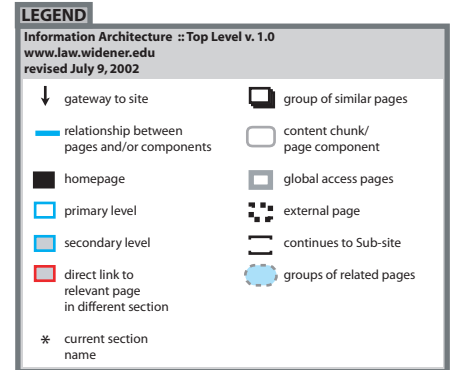 LEGEND
Information Architecture :: Top Level v. 1.0
www.law.widener.edu
revised July 9, 2002
gateway to site
relationship between
pages and/or components
homepage
primary level
secondary level
direct link to
relevant page
in different section
* current section
name
group of similar pages
content chunk/
page component
global access pages
external page
continues to Sub-site
groups of related pages